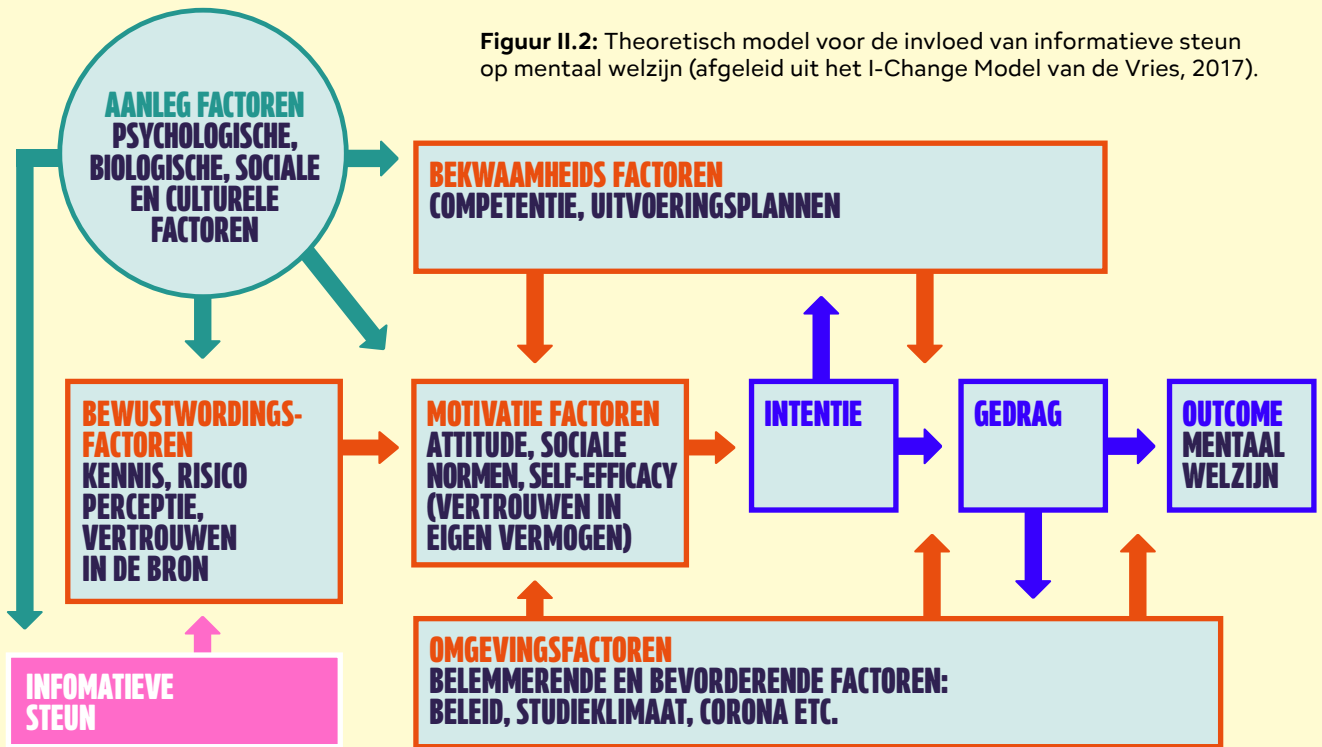 Figuur II.2: Theoretisch model voor de invloed van informatieve steun
op mentaal welzijn (afgeleid uit het I-Change Model van de Vries, 2017).
AANLEG FACTOREN
PSYCHOLOGISCHE,
BIOLOGISCHE, SOCIALE
EN CULTURELE
FACTOREN
BEKWAAMHEIDS FACTOREN
COMPETENTIE, UITVOERINGSPLANNEN
BEWUSTWORDINGS-
FACTOREN
KENNIS, RISICO
PERCEPTIE,
VERTROUWEN
IN DE BRON
MOTIVATIE FACTOREN
ATTITUDE, SOCIALE
NORMEN, SELF-EFFICACY
(VERTROUWEN IN
EIGEN VERMOGEN)
INTENTIE
GEDRAG
OUTCOME
MENTAAL
WELZIJN
INFOMATIEVE
STEUN
OMGEVINGSFACTOREN
BELEMMERENDE EN BEVORDERENDE FACTOREN:
BELEID, STUDIEKLIMAAT, CORONA ETC.